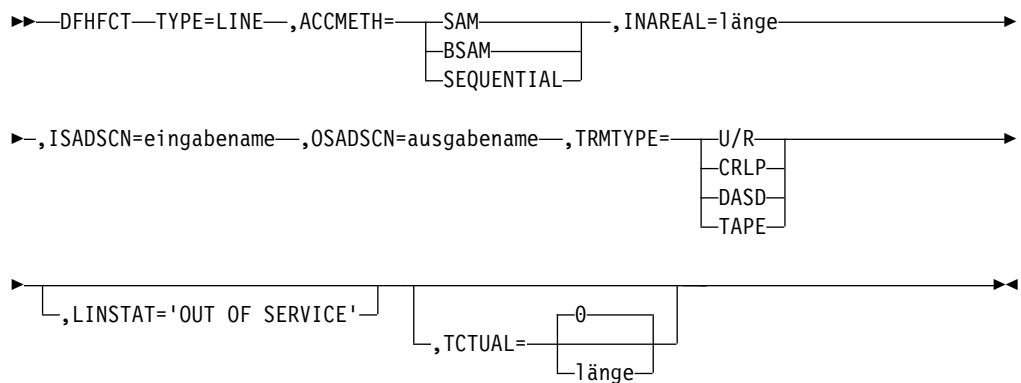 DFHFCT TYPE=LINE ,ACCMETH= SAM ,INAREAL=länge
BSAM
SEQUENTIAL
,ISADSCN=eingabename ,OSADSCN=ausgabename ,TRMTYPE= U/R
CRLP
DASD
TAPE
,LINSTAT='OUT OF SERVICE'
0
,TCTUAL=
länge